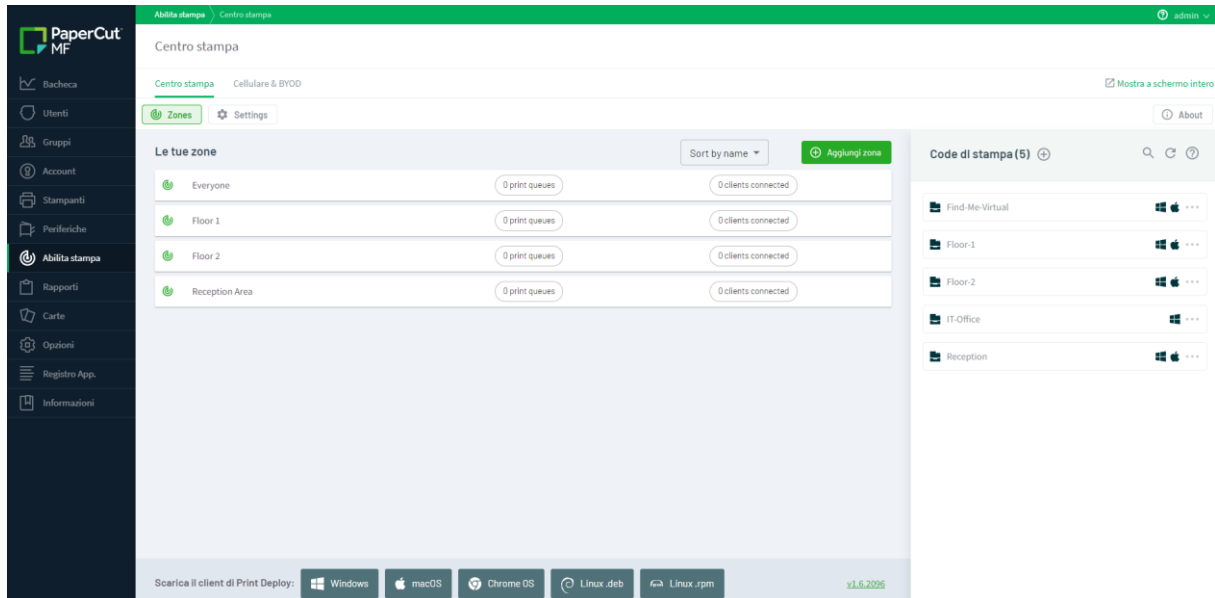 PaperCut
MF
Bacheca
Utenti
Gruppi
Account
Stampanti
Periferiche
Abilita stampa
Rapporti
Carte
Opzioni
Registro App.
Informazioni
Abilita stampa Centro stampa
admin
Centro stampa
Centro stampa Cellulare & BYOD
Mostra a schermo intero
Zones Settings
About
Le tue zone
Sort by name
Aggiungi zona
Everyone 0 print queues 0 clients connected
Floor 1 0 print queues 0 clients connected
Floor 2 0 print queues 0 clients connected
Reception Area 0 print queues 0 clients connected
Code di stampa (5)
Find-Me-Virtual
Floor-1
Floor-2
IT-Office
Reception
Scarica il client di Print Deploy: Windows macOS Chrome OS Linux .deb Linux .rpm v1.6.2096